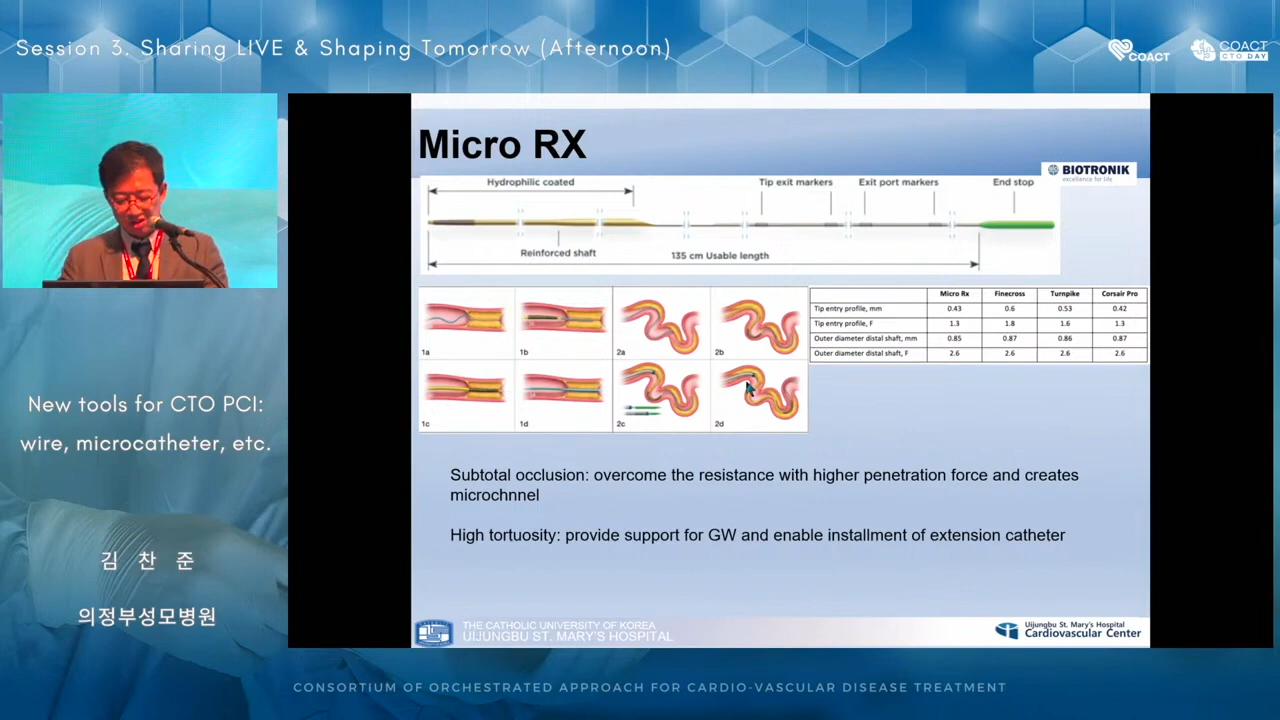 Session 3. Sharing LIVE & Shaping Tomorrow (Afternoon)
COACT
COACT
CTO DAY
Micro RX
BIOTRONIK
excellence for life
Hydrophilic coated
Tip exit markers
Exit port markers
End stop
Reinforced shaft
135 cm Usable length
1a
1b
2a
2b
1c
1d
2c
2d
Micro Rx Finecross Turnpike Corsair Pro
Tip entry profile, mm 0.43 0.6 0.53 0.42
Tip entry profile, F 1.3 1.8 1.6 1.3
Outer diameter distal shaft, mm 0.85 0.87 0.86 0.87
Outer diameter distal shaft, F 2.6 2.6 2.6 2.6
Subtotal occlusion: overcome the resistance with higher penetration force and creates
microchnnel
High tortuosity: provide support for GW and enable installment of extension catheter
THE CATHOLIC UNIVERSITY OF KOREA
UIJUNGBU ST. MARY'S HOSPITAL
Uijungbu St. Mary's Hospital
Cardiovascular Center
New tools for CTO PCI:
wire, microcatheter, etc.
김 찬 준
의정부성모병원
CONSORTIUM OF ORCHESTRATED APPROACH FOR CARDIO-VASCULAR DISEASE TREATMENT